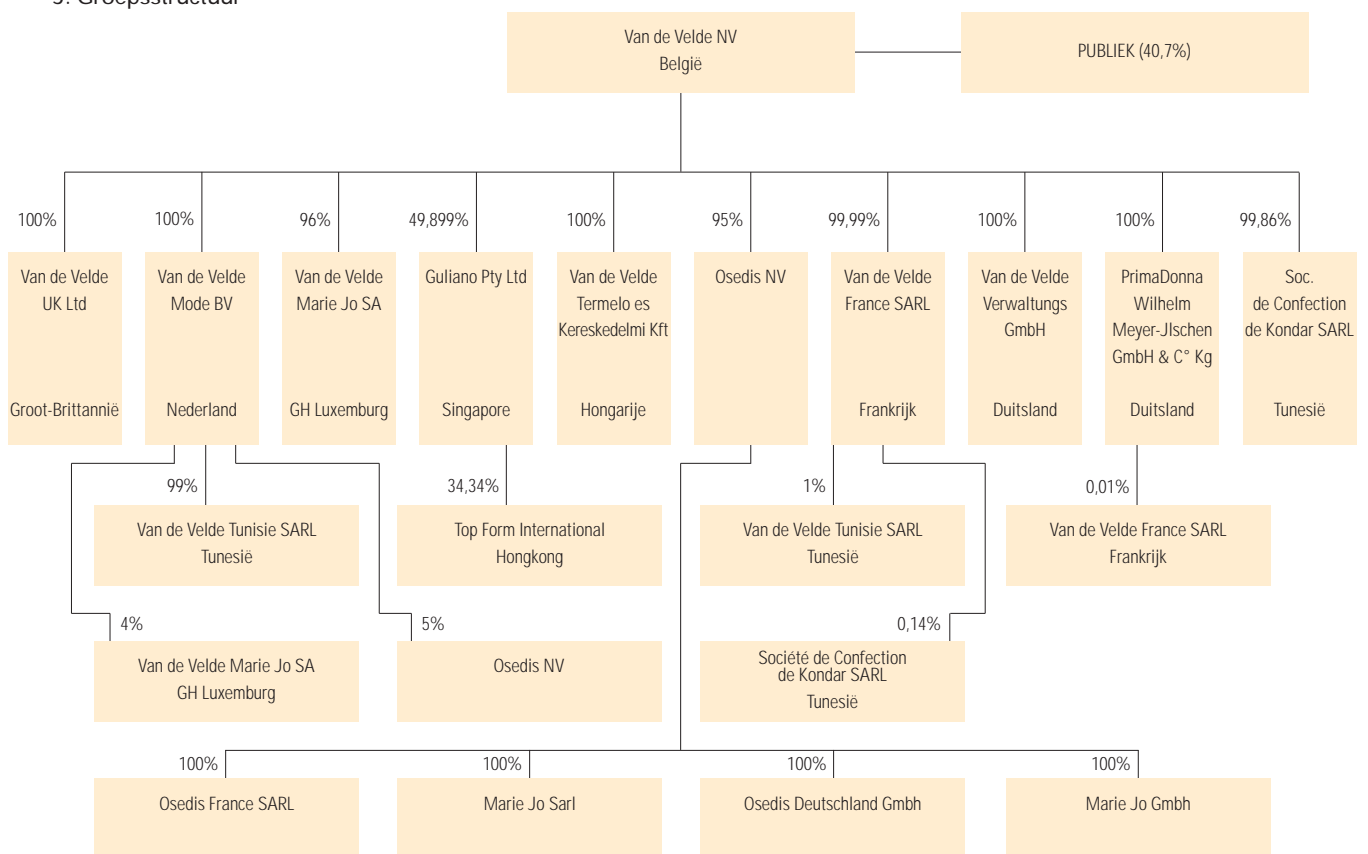 Van de Velde NV
België
PUBLIEK (40,7%)
100%
100%
96%
49,899%
100%
95%
99,99%
100%
100%
99,86%
Van de Velde
UK Ltd
Groot-Brittannië
Van de Velde
Mode BV
Nederland
Van de Velde
Marie Jo SA
GH Luxemburg
Guliano Pty Ltd
Singapore
Van de Velde
Termelo es
Kereskedelmi Kft
Hongarije
Osedis NV
Van de Velde
France SARL
Frankrijk
Van de Velde
Verwaltungs
GmbH
Duitsland
PrimaDonna
Wilhelm
Meyer-JIschen
GmbH & C° Kg
Duitsland
Soc.
de Confection
de Kondar SARL
Tunesië
99%
34,34%
1%
0,01%
Van de Velde Tunisie SARL
Tunesië
Top Form International
Hongkong
Van de Velde Tunisie SARL
Tunesië
Van de Velde France SARL
Frankrijk
4%
5%
0,14%
Van de Velde Marie Jo SA
GH Luxemburg
Osedis NV
Société de Confection
de Kondar SARL
Tunesië
100%
100%
100%
100%
Osedis France SARL
Marie Jo Sarl
Osedis Deutschland Gmbh
Marie Jo Gmbh